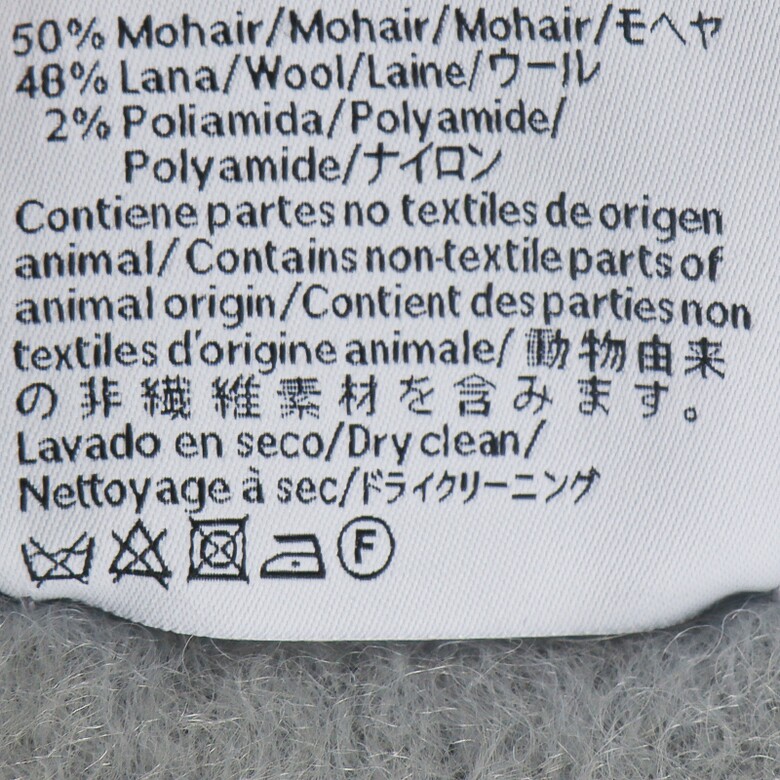 50% Mohair/Mohair/Mohair/モヘヤ
48% Lana/Wool/Laine/ウール
2% Poliamida/Polyamide/
Polyamide/ナイロン
Contiene partes no textiles de origen
animal/Contains non-textile parts of
animal origin/Contient des parties non
textiles d'origine animale/動物由来
の非繊維素材を含みます。
Lavado en seco/Dry clean/
Nettoyage à sec/ドライクリーニング
F